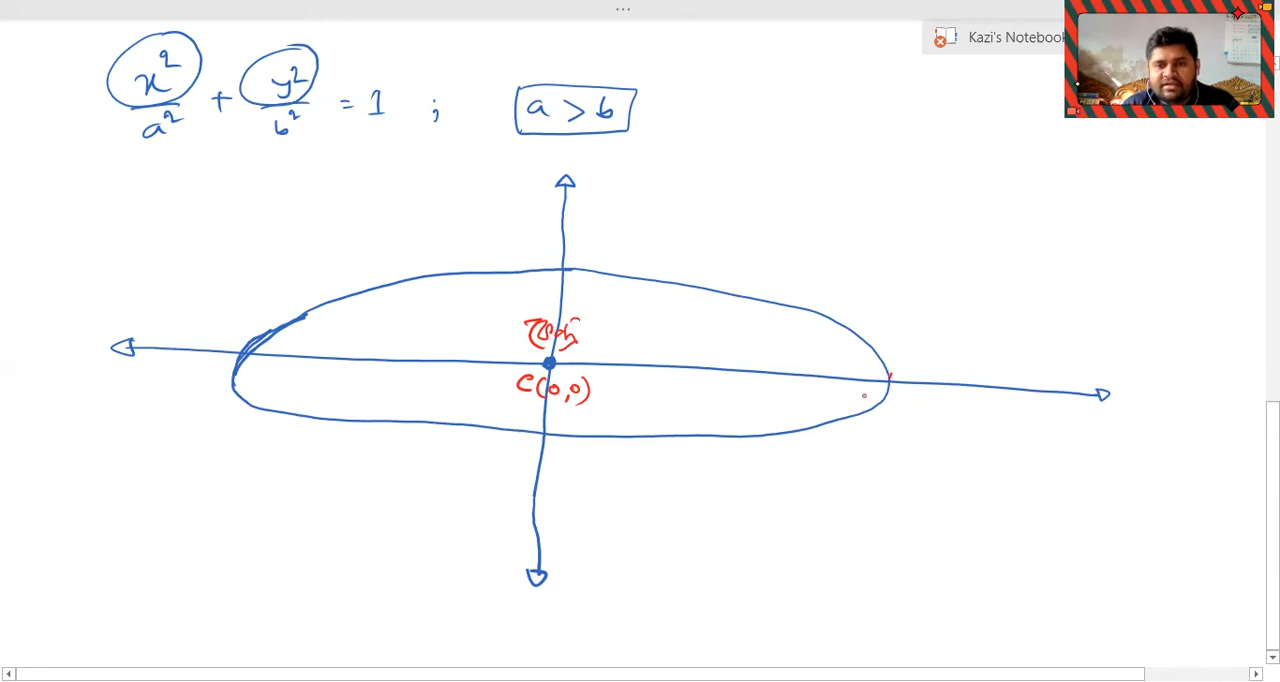 x²/a² + y²/b² = 1 ; a > b
Kazi's Notebook
C(0,0)